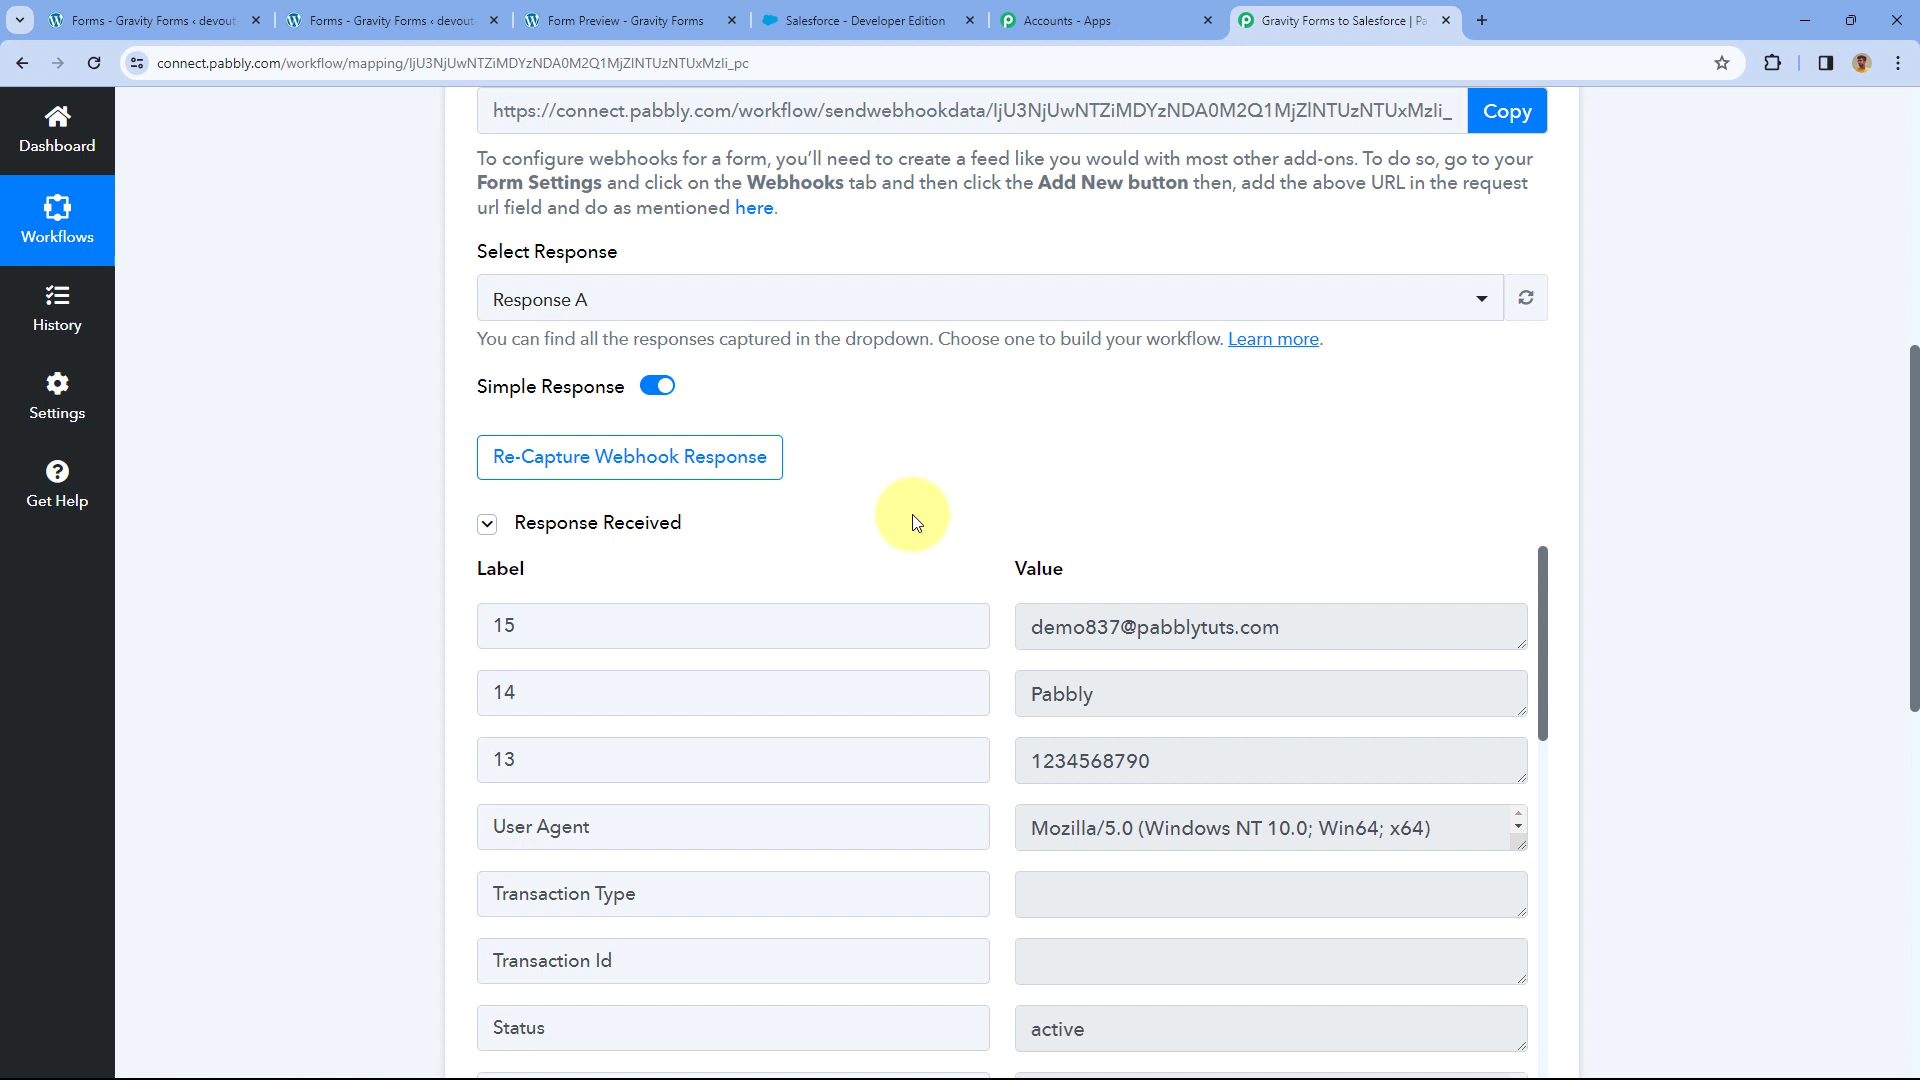 Forms - Gravity Forms ‹ devout
Forms - Gravity Forms ‹ devout
Form Preview - Gravity Forms
Salesforce - Developer Edition
Accounts - Apps
Gravity Forms to Salesforce | Pa
connect.pabbly.com/workflow/mapping/IjU3NjUwNTZiMDYzNDA0M2Q1MjZlNTUzNTUxMzIi_pc
Dashboard
Workflows
History
Settings
Get Help
https://connect.pabbly.com/workflow/sendwebhookdata/IjU3NjUwNTZiMDYzNDA0M2Q1MjZlNTUzNTUxMzIi_
Copy
To configure webhooks for a form, you'll need to create a feed like you would with most other add-ons. To do so, go to your
Form Settings and click on the Webhooks tab and then click the Add New button then, add the above URL in the request
url field and do as mentioned here.
Select Response
Response A
You can find all the responses captured in the dropdown. Choose one to build your workflow. Learn more.
Simple Response
Re-Capture Webhook Response
Response Received
Label Value
15 demo837@pabblytuts.com
14 Pabbly
13 1234568790
User Agent Mozilla/5.0 (Windows NT 10.0; Win64; x64)
Transaction Type
Transaction Id
Status active